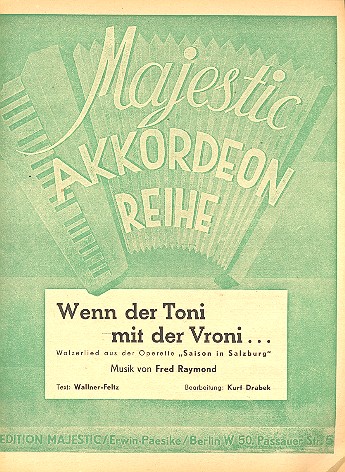 Majestic
AKKORDEON
REIHE
Wenn der Toni
mit der Vroni...
Walzerlied aus der Operette „Saison in Salzburg"
Musik von Fred Raymond
Text: Wallner-Feltz Bearbeitung: Kurt Drabek
EDITION MAJESTIC/Erwin Paesike/Berlin W 50, Passauer Str. 5